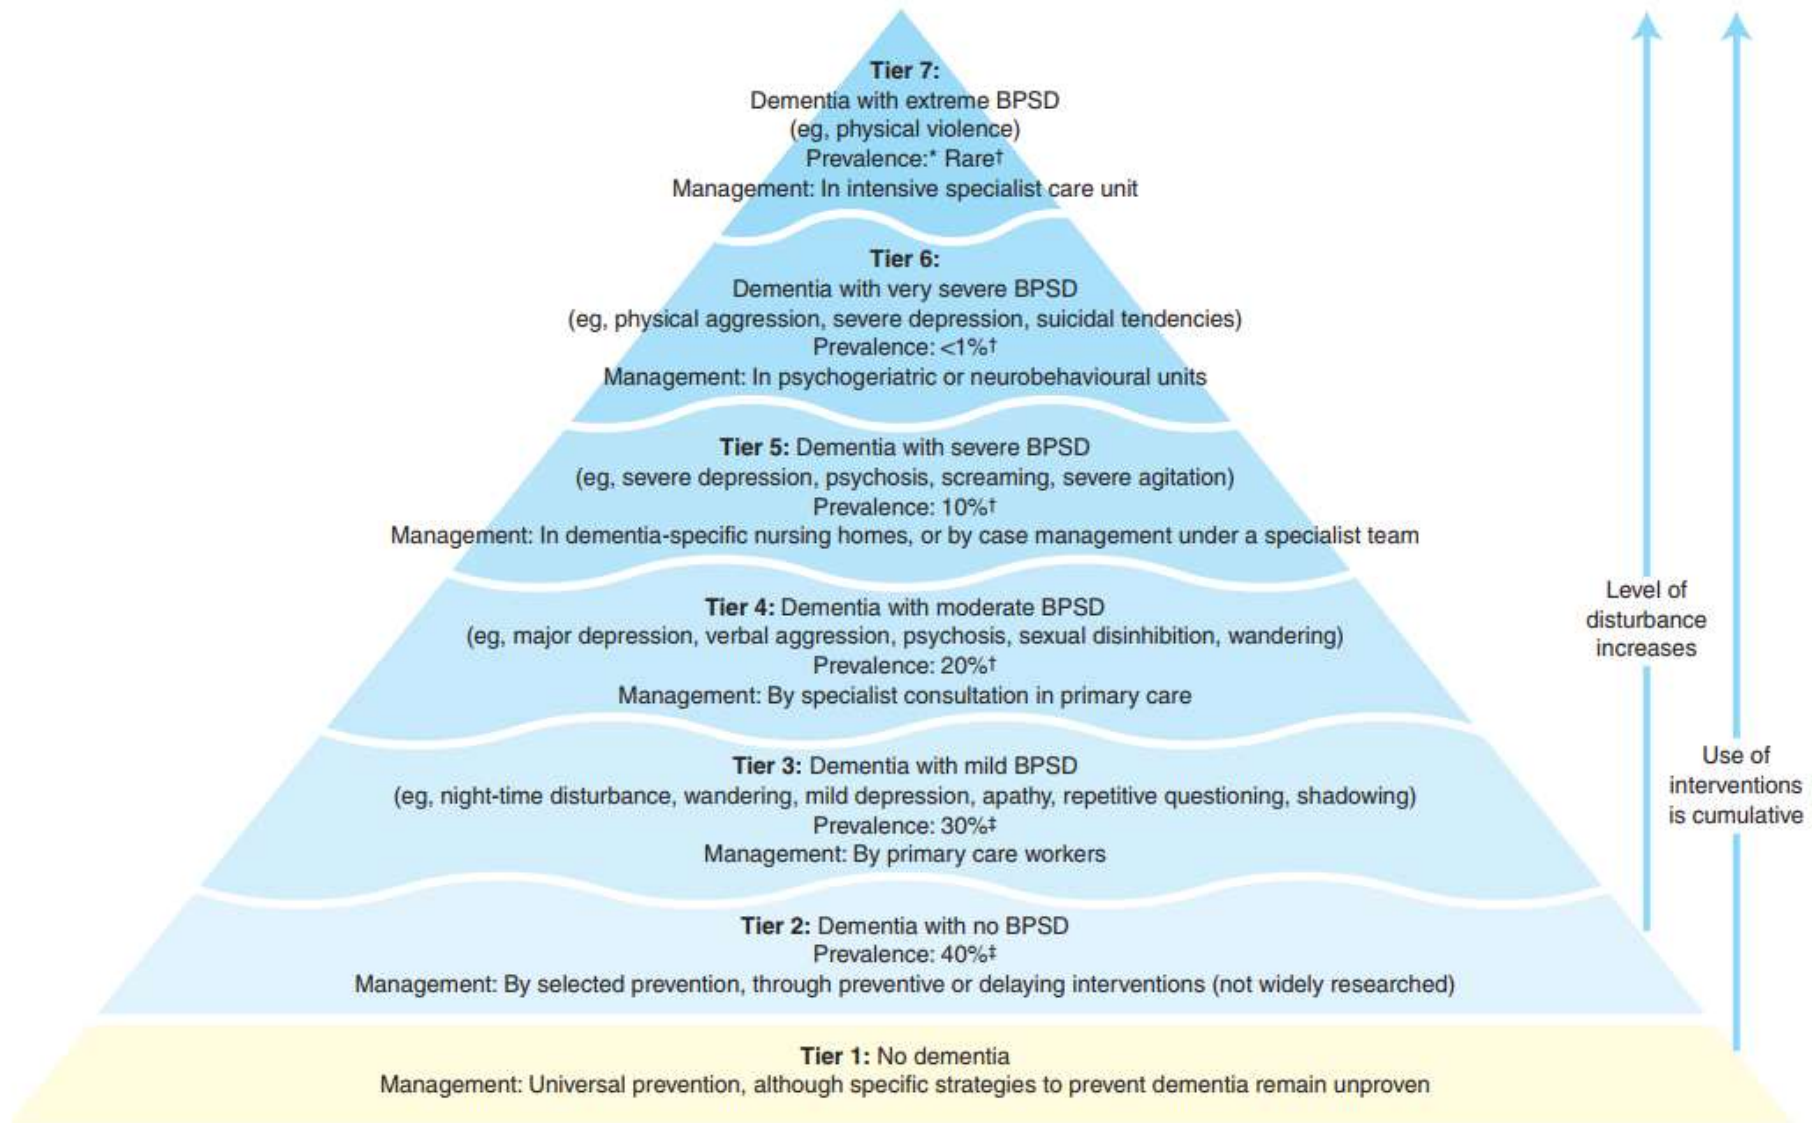 Tier 7:
Dementia with extreme BPSD
(eg, physical violence)
Prevalence:* Rare†
Management: In intensive specialist care unit
Tier 6:
Dementia with very severe BPSD
(eg, physical aggression, severe depression, suicidal tendencies)
Prevalence: <1%†
Management: In psychogeriatric or neurobehavioural units
Tier 5: Dementia with severe BPSD
(eg, severe depression, psychosis, screaming, severe agitation)
Prevalence: 10%†
Management: In dementia-specific nursing homes, or by case management under a specialist team
Tier 4: Dementia with moderate BPSD
(eg, major depression, verbal aggression, psychosis, sexual disinhibition, wandering)
Prevalence: 20%†
Management: By specialist consultation in primary care
Tier 3: Dementia with mild BPSD
(eg, night-time disturbance, wandering, mild depression, apathy, repetitive questioning, shadowing)
Prevalence: 30%‡
Management: By primary care workers
Tier 2: Dementia with no BPSD
Prevalence: 40%‡
Management: By selected prevention, through preventive or delaying interventions (not widely researched)
Tier 1: No dementia
Management: Universal prevention, although specific strategies to prevent dementia remain unproven
Level of
disturbance
increases
Use of
interventions
is cumulative